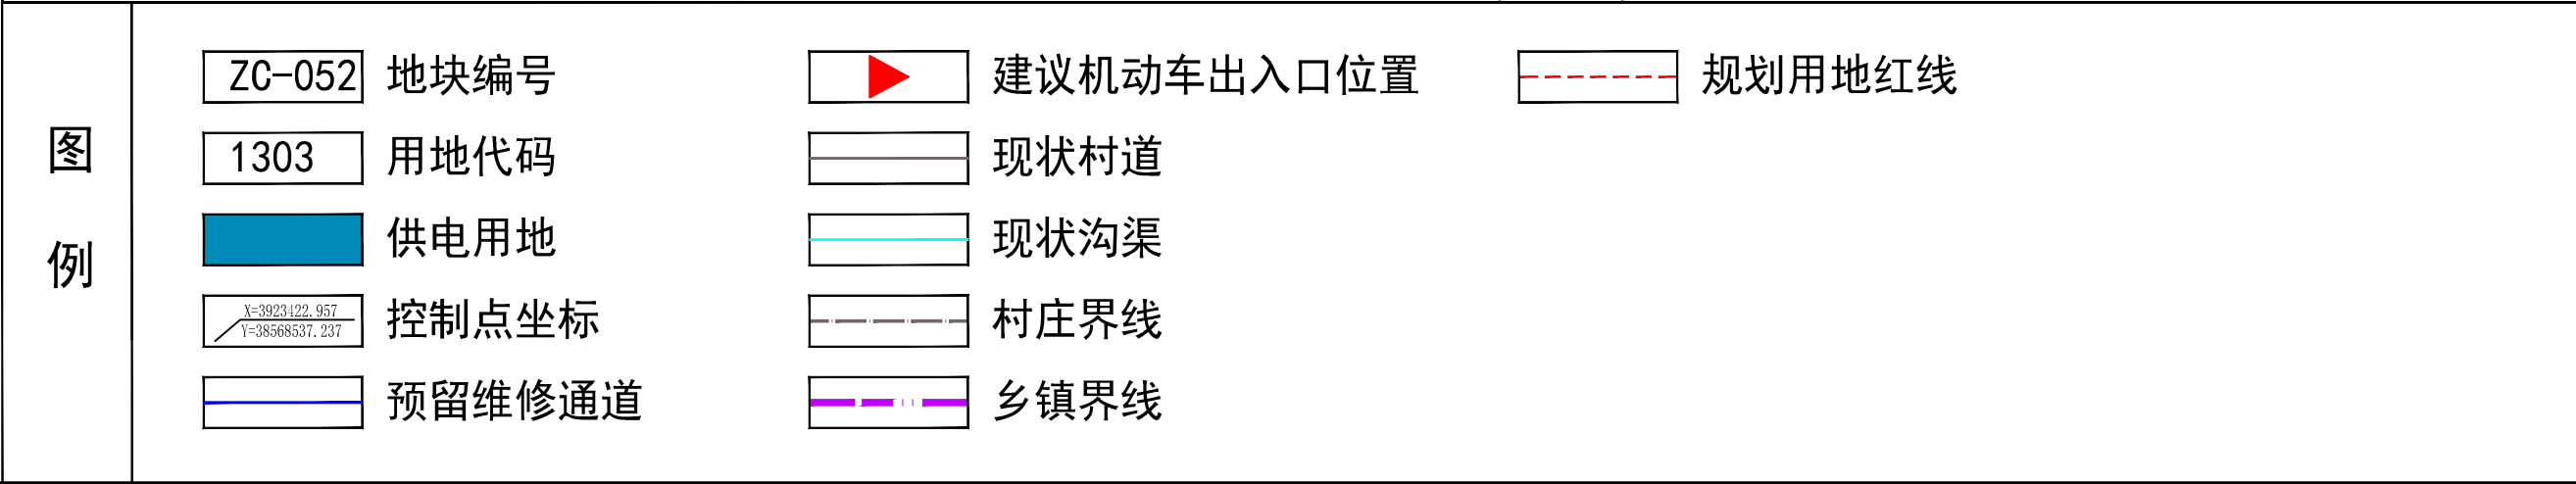 图例
ZC-052 地块编号
1303 用地代码
供电用地
X=3923422.957
Y=38568537.237
控制点坐标
预留维修通道
建议机动车出入口位置
现状村道
现状沟渠
村庄界线
乡镇界线
规划用地红线